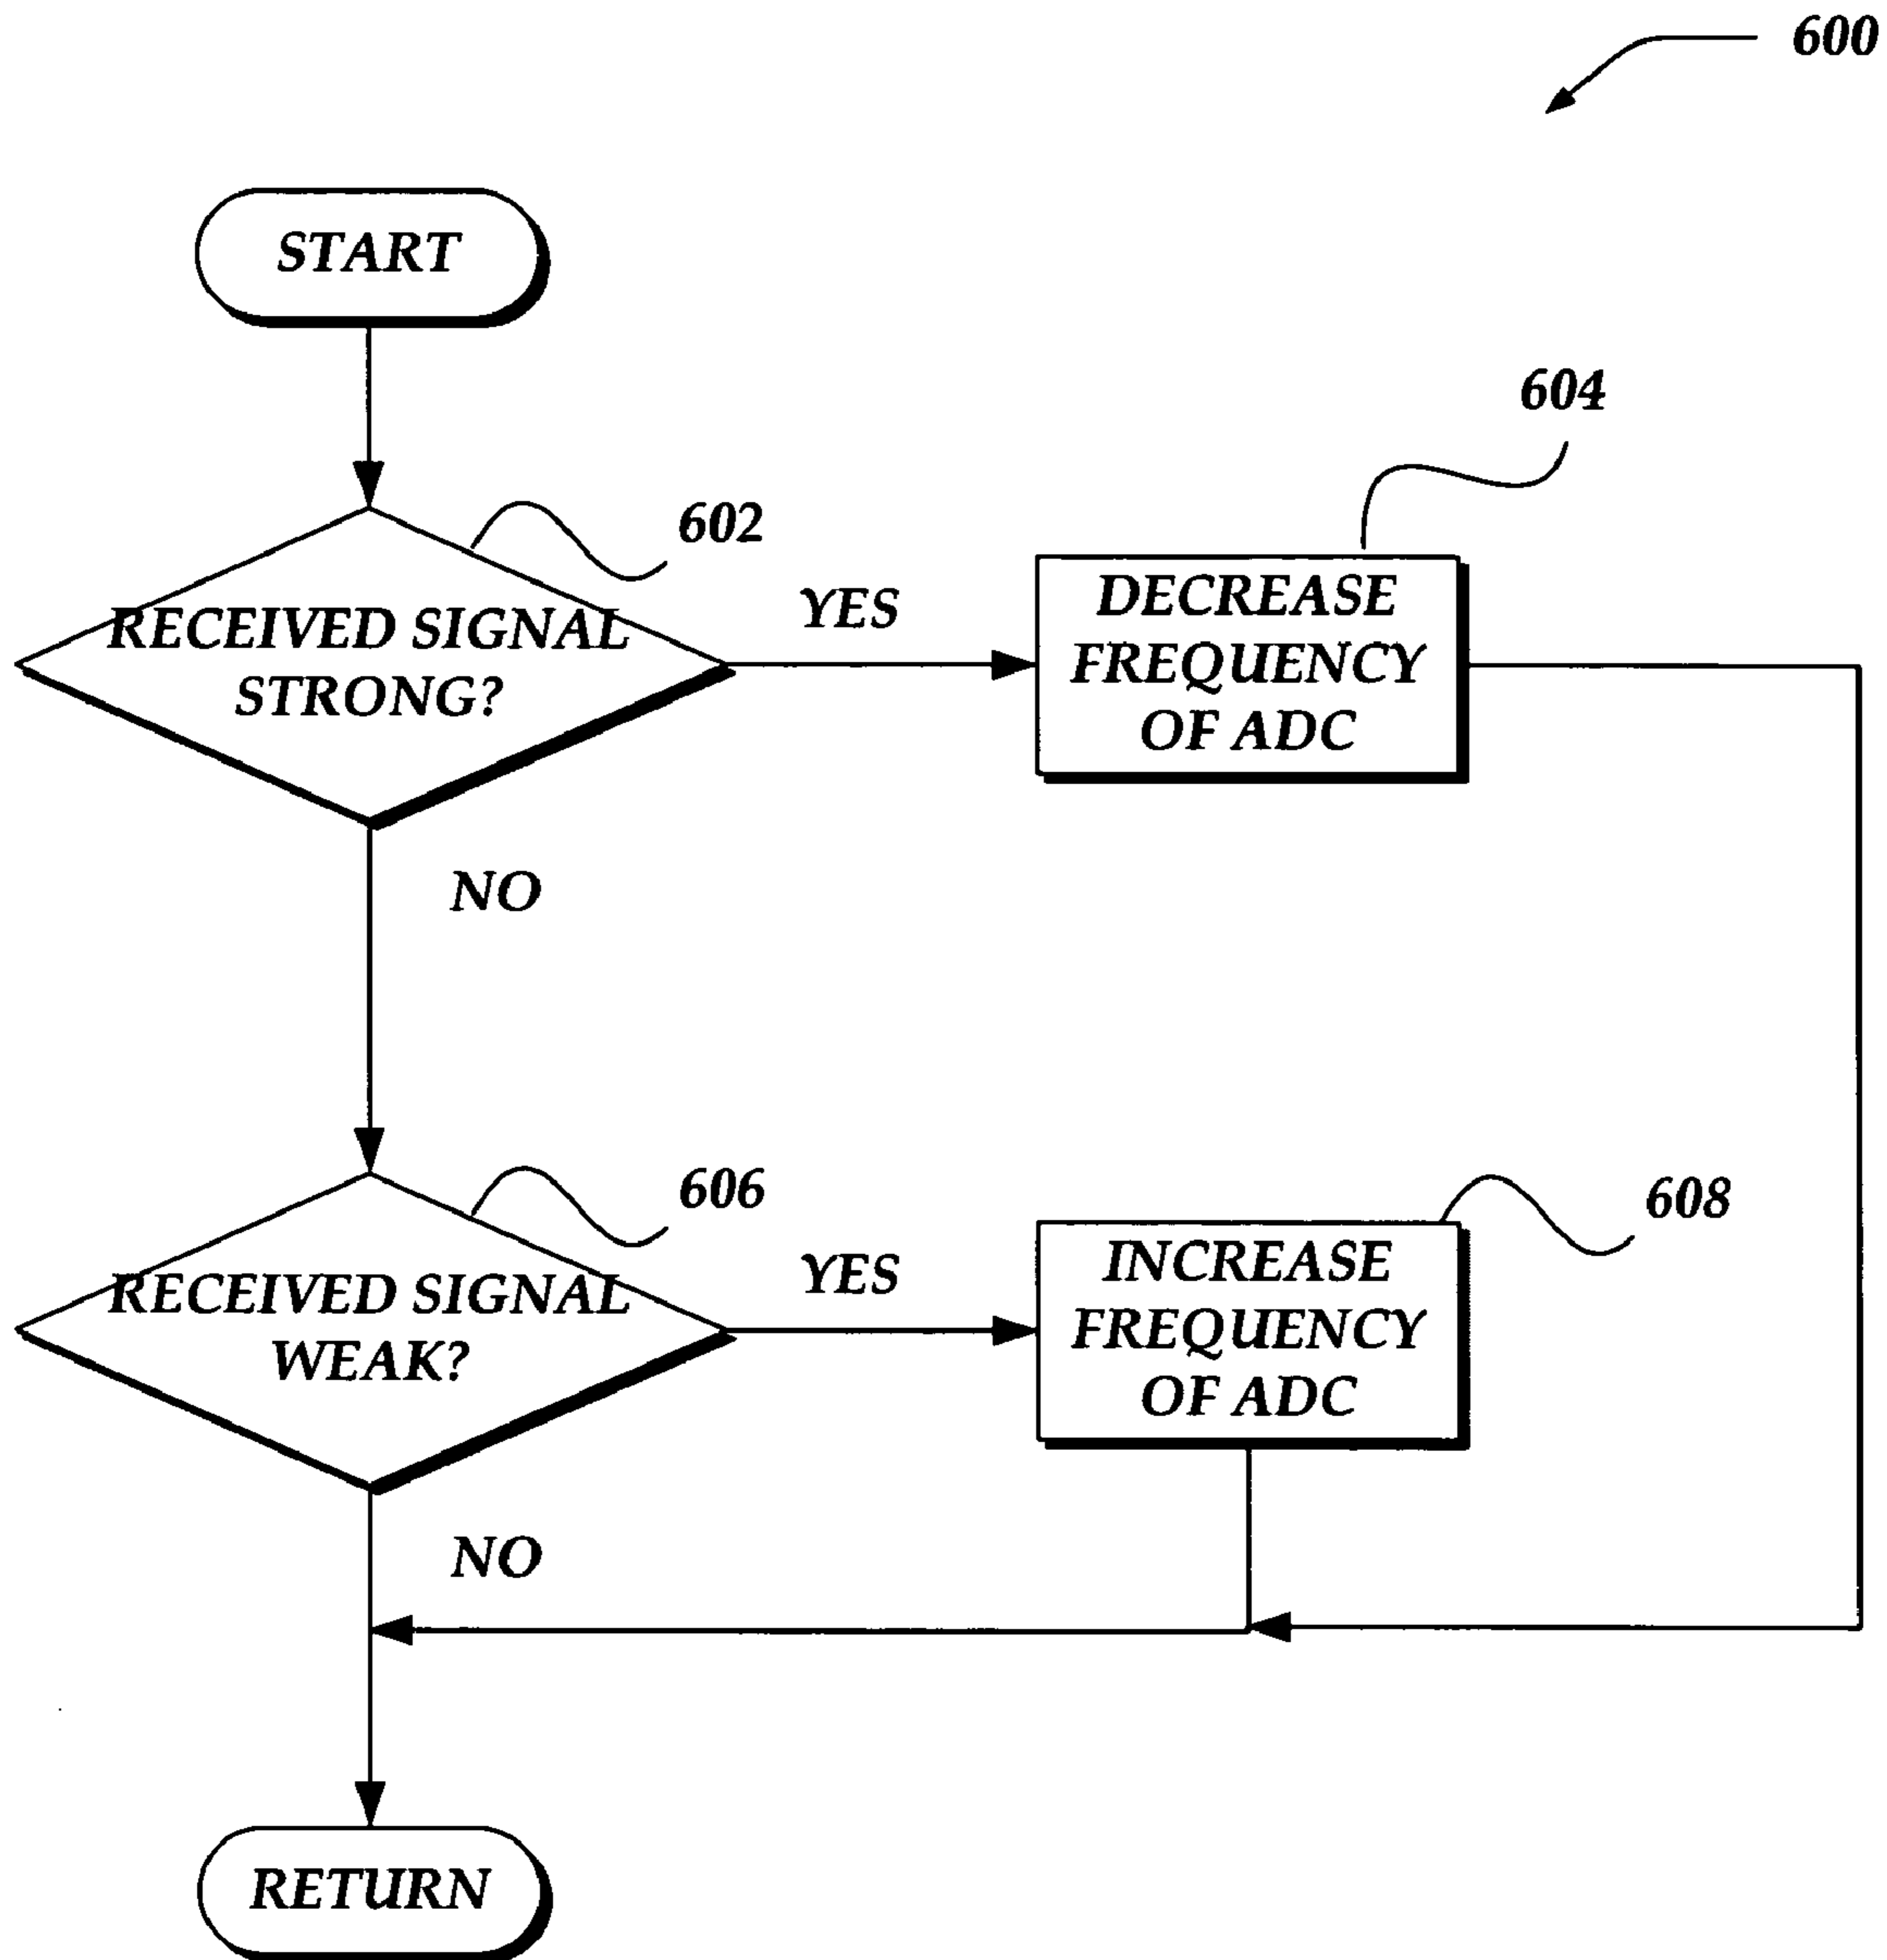 600
START
604
602
RECEIVED SIGNAL
STRONG?
YES
DECREASE
FREQUENCY
OF ADC
NO
606
608
RECEIVED SIGNAL
WEAK?
YES
INCREASE
FREQUENCY
OF ADC
NO
RETURN